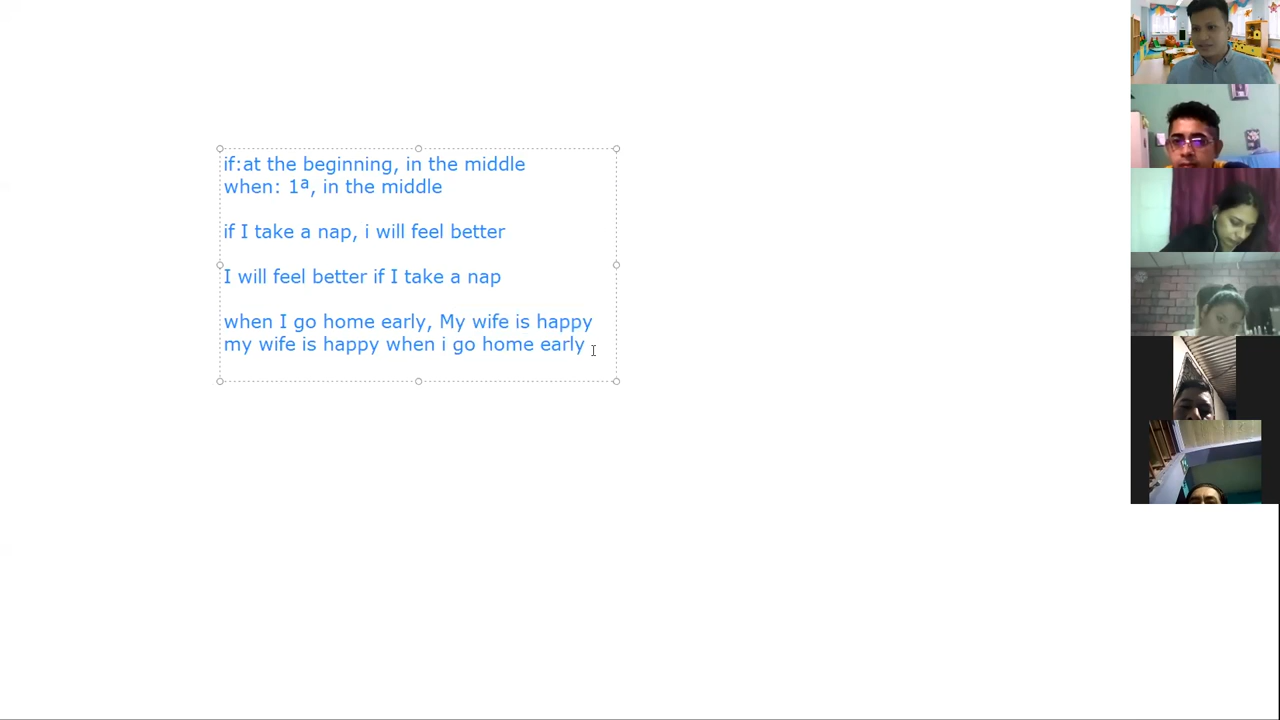 if:at the beginning, in the middle
when: 1ª, in the middle
if I take a nap, i will feel better
I will feel better if I take a nap
when I go home early, My wife is happy
my wife is happy when i go home early